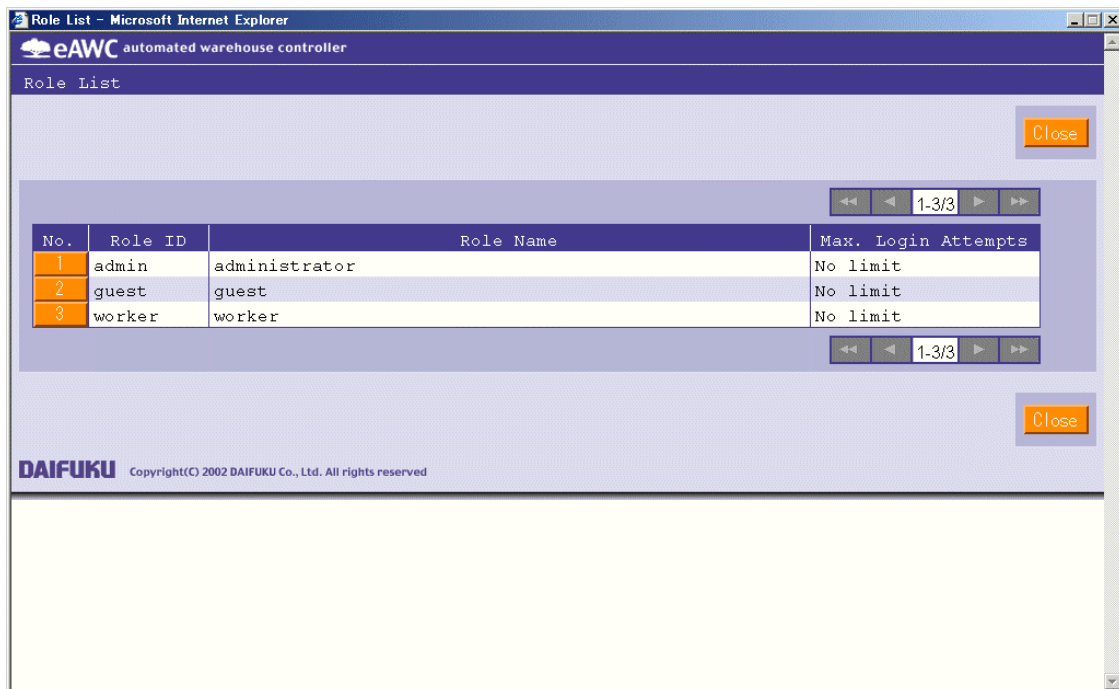 Role List - Microsoft Internet Explorer
eAWC automated warehouse controller
Role List
Close
1-3/3
No. Role ID Role Name Max. Login Attempts
1 admin administrator No limit
2 guest guest No limit
3 worker worker No limit
1-3/3
Close
DAIFUKU Copyright(C) 2002 DAIFUKU Co., Ltd. All rights reserved